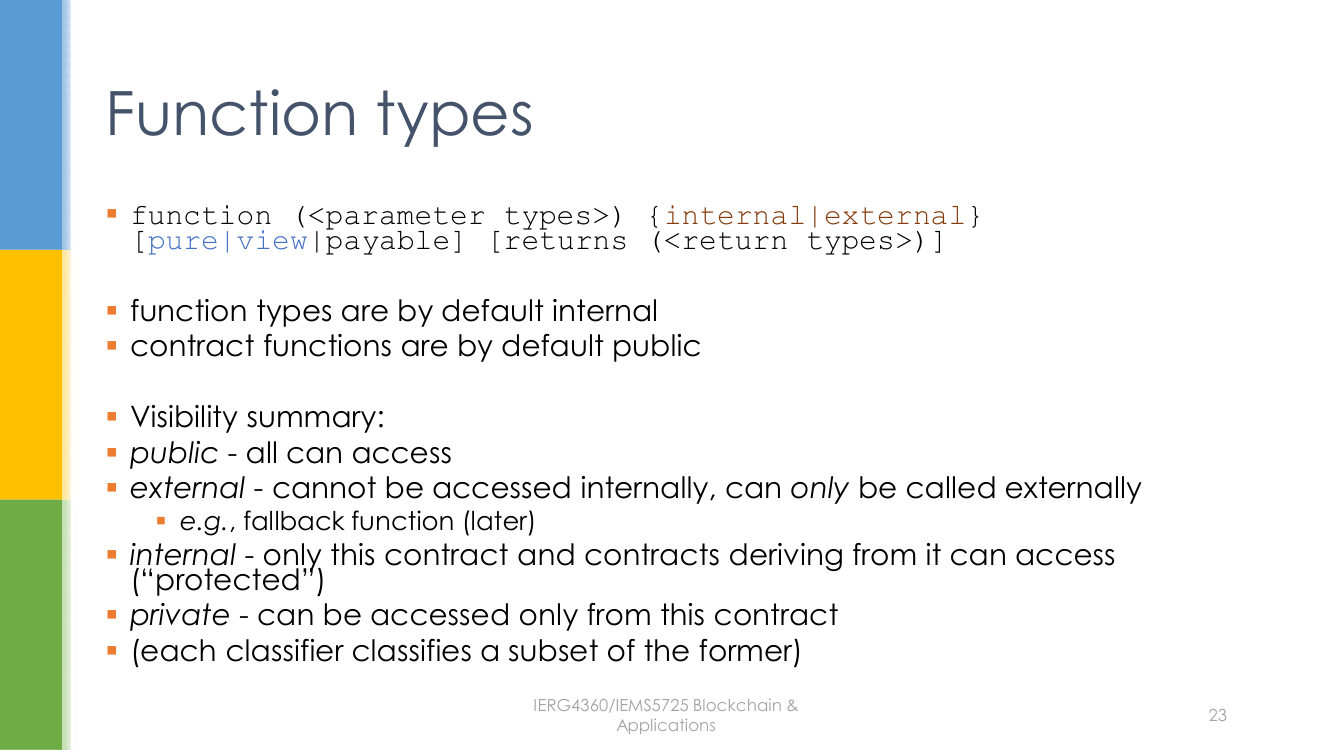 Function types
function (<parameter types>) {internal|external}
[pure|view|payable] [returns (<return types>)]
function types are by default internal
contract functions are by default public
Visibility summary:
public - all can access
external - cannot be accessed internally, can only be called externally
e.g., fallback function (later)
internal - only this contract and contracts deriving from it can access
(“protected”)
private - can be accessed only from this contract
(each classifier classifies a subset of the former)
IERG4360/IEMS5725 Blockchain &
Applications
23